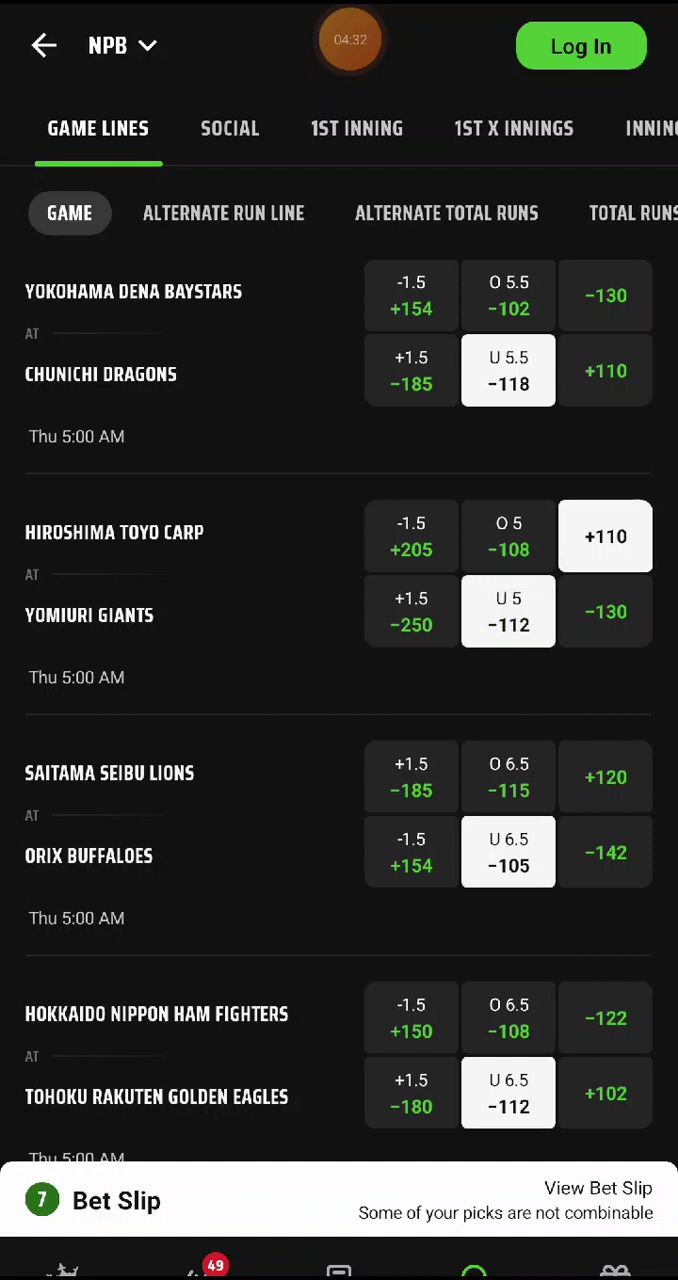 NPB
04:32
Log In
GAME LINES SOCIAL 1ST INNING 1ST X INNINGS
GAME ALTERNATE RUN LINE ALTERNATE TOTAL RUNS TOTAL RUNS
YOKOHAMA DENA BAYSTARS
-1.5 O 5.5
+154 −102 −130
AT
CHUNICHI DRAGONS
+1.5 U 5.5
−185 −118 +110
Thu 5:00 AM
HIROSHIMA TOYO CARP
-1.5 O 5
+205 −108 +110
AT
YOMIURI GIANTS
+1.5 U 5
−250 −112 −130
Thu 5:00 AM
SAITAMA SEIBU LIONS
+1.5 O 6.5
−185 −115 +120
AT
ORIX BUFFALOES
-1.5 U 6.5
+154 −105 −142
Thu 5:00 AM
HOKKAIDO NIPPON HAM FIGHTERS
-1.5 O 6.5
+150 −108 −122
AT
TOHOKU RAKUTEN GOLDEN EAGLES
+1.5 U 6.5
−180 −112 +102
Thu 5:00 AM
7 Bet Slip
View Bet Slip
Some of your picks are not combinable
49